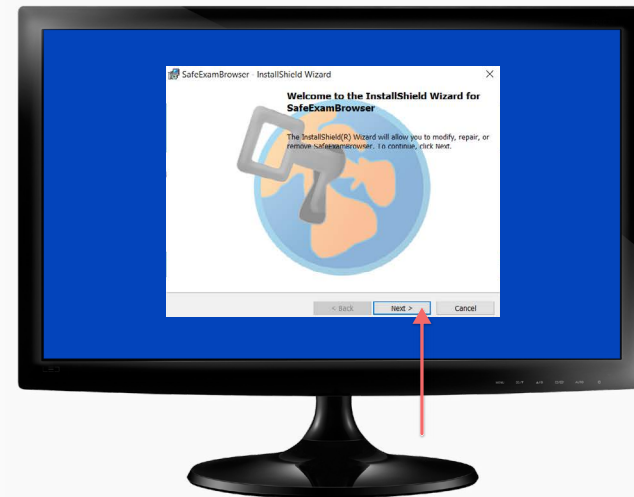 SafeExamBrowser - InstallShield Wizard
Welcome to the InstallShield Wizard for
SafeExamBrowser
The InstallShield(R) Wizard will allow you to modify, repair, or
remove SafeExamBrowser. To continue, click Next.
< Back Next > Cancel